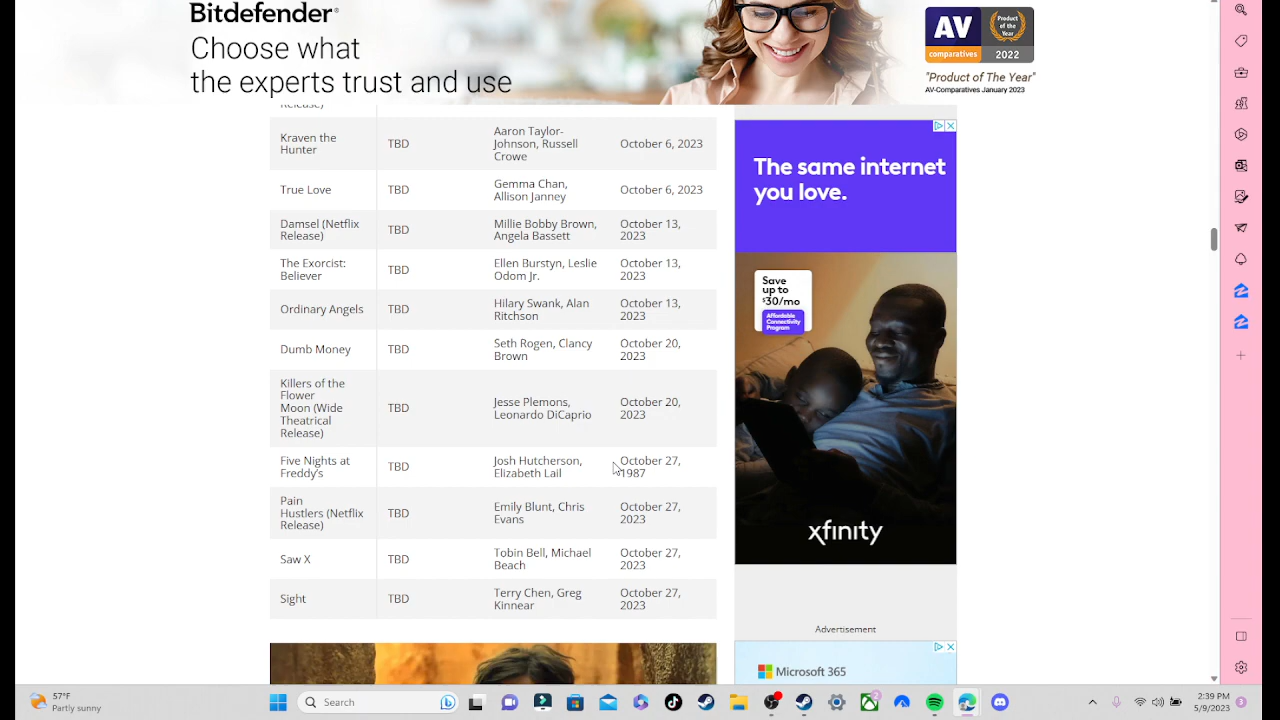 Bitdefender®
Choose what
the experts trust and use
AV
comparatives
Product
of the
Year
2022
"Product of The Year"
AV-Comparatives January 2023
Release)
Kraven the
Hunter
TBD
Aaron Taylor-
Johnson, Russell
Crowe
October 6, 2023
True Love
TBD
Gemma Chan,
Allison Janney
October 6, 2023
Damsel (Netflix
Release)
TBD
Millie Bobby Brown,
Angela Bassett
October 13,
2023
The Exorcist:
Believer
TBD
Ellen Burstyn, Leslie
Odom Jr.
October 13,
2023
Ordinary Angels
TBD
Hilary Swank, Alan
Ritchson
October 13,
2023
Dumb Money
TBD
Seth Rogen, Clancy
Brown
October 20,
2023
Killers of the
Flower
Moon (Wide
Theatrical
Release)
TBD
Jesse Plemons,
Leonardo DiCaprio
October 20,
2023
Five Nights at
Freddy's
TBD
Josh Hutcherson,
Elizabeth Lail
October 27,
1987
Pain
Hustlers (Netflix
Release)
TBD
Emily Blunt, Chris
Evans
October 27,
2023
Saw X
TBD
Tobin Bell, Michael
Beach
October 27,
2023
Sight
TBD
Terry Chen, Greg
Kinnear
October 27,
2023
The same internet
you love.
Save
up to
$30/mo
Affordable
Connectivity
Program
xfinity
Advertisement
Microsoft 365
57°F
Partly sunny
Search
2
2:39 PM
5/9/2023